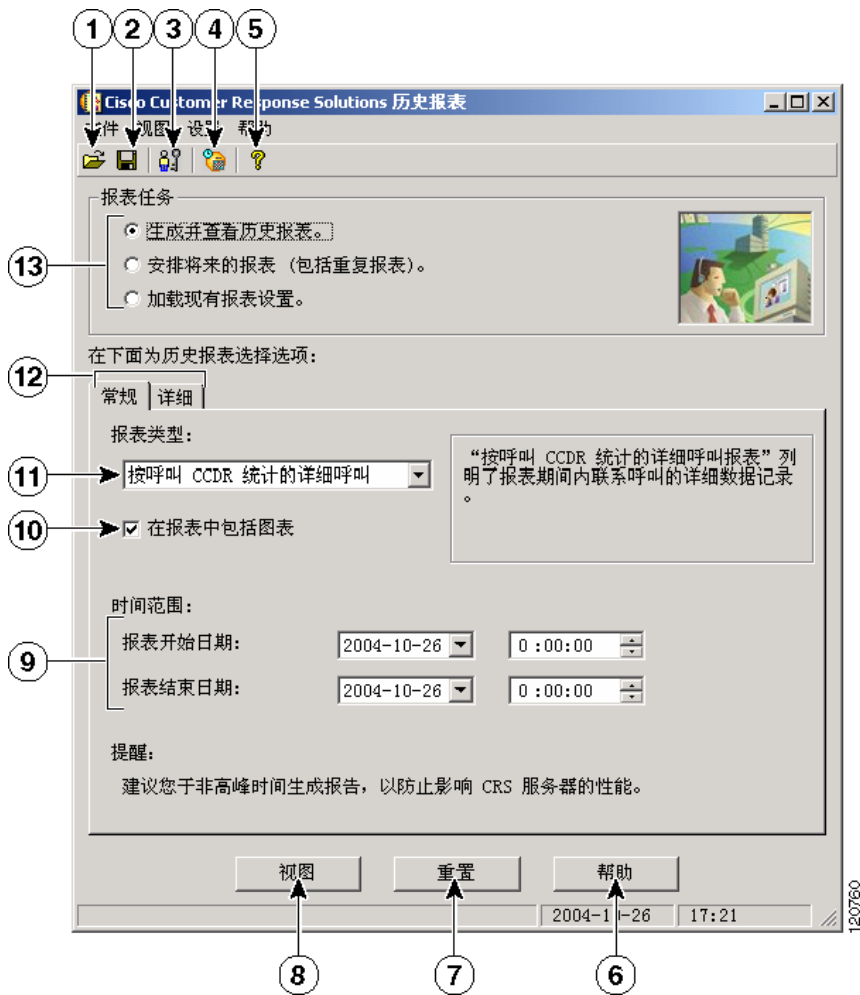 1 2 3 4 5
Cisco Customer Response Solutions 历史报表
文件 视图 设置 帮助
报表任务
生成并查看历史报表。
13
安排将来的报表 (包括重复报表)。
加载现有报表设置。
在下面为历史报表选择选项:
12
常规 详细
报表类型:
“按呼叫 CCDR 统计的详细呼叫报表”列
明了报表期间内联系呼叫的详细数据记录
。
11
按呼叫 CCDR 统计的详细呼叫
10
在报表中包括图表
时间范围:
报表开始日期: 2004-10-26 0:00:00
9
报表结束日期: 2004-10-26 0:00:00
提醒:
建议您于非高峰时间生成报告, 以防止影响 CRS 服务器的性能。
视图 重置 帮助
2004-10-26 17:21
120760
8 7 6